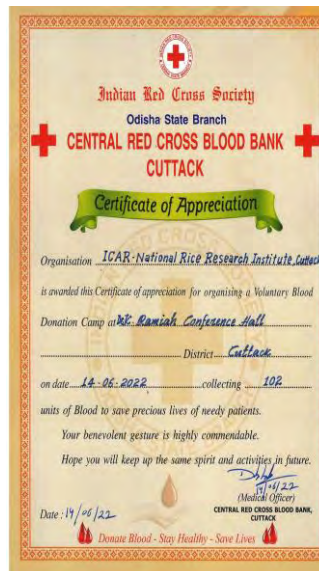 Indian Red Cross Society
Odisha State Branch
CENTRAL RED CROSS BLOOD BANK
CUTTACK
Certificate of Appreciation
Organisation ICAR-National Rice Research Institute, Cuttack
is awarded this Certificate of appreciation for organising a Voluntary Blood
Donation Camp at K. Ramiah Conference Hall
District Cuttack
on date 14-06-2022 collecting 102
units of Blood to save precious lives of needy patients.
Your benevolent gesture is highly commendable.
Hope you will keep up the same spirit and activities in future.
14/06/22
(Medical Officer)
CENTRAL RED CROSS BLOOD BANK,
CUTTACK
Date : 14/06/22
Donate Blood - Stay Healthy - Save Lives